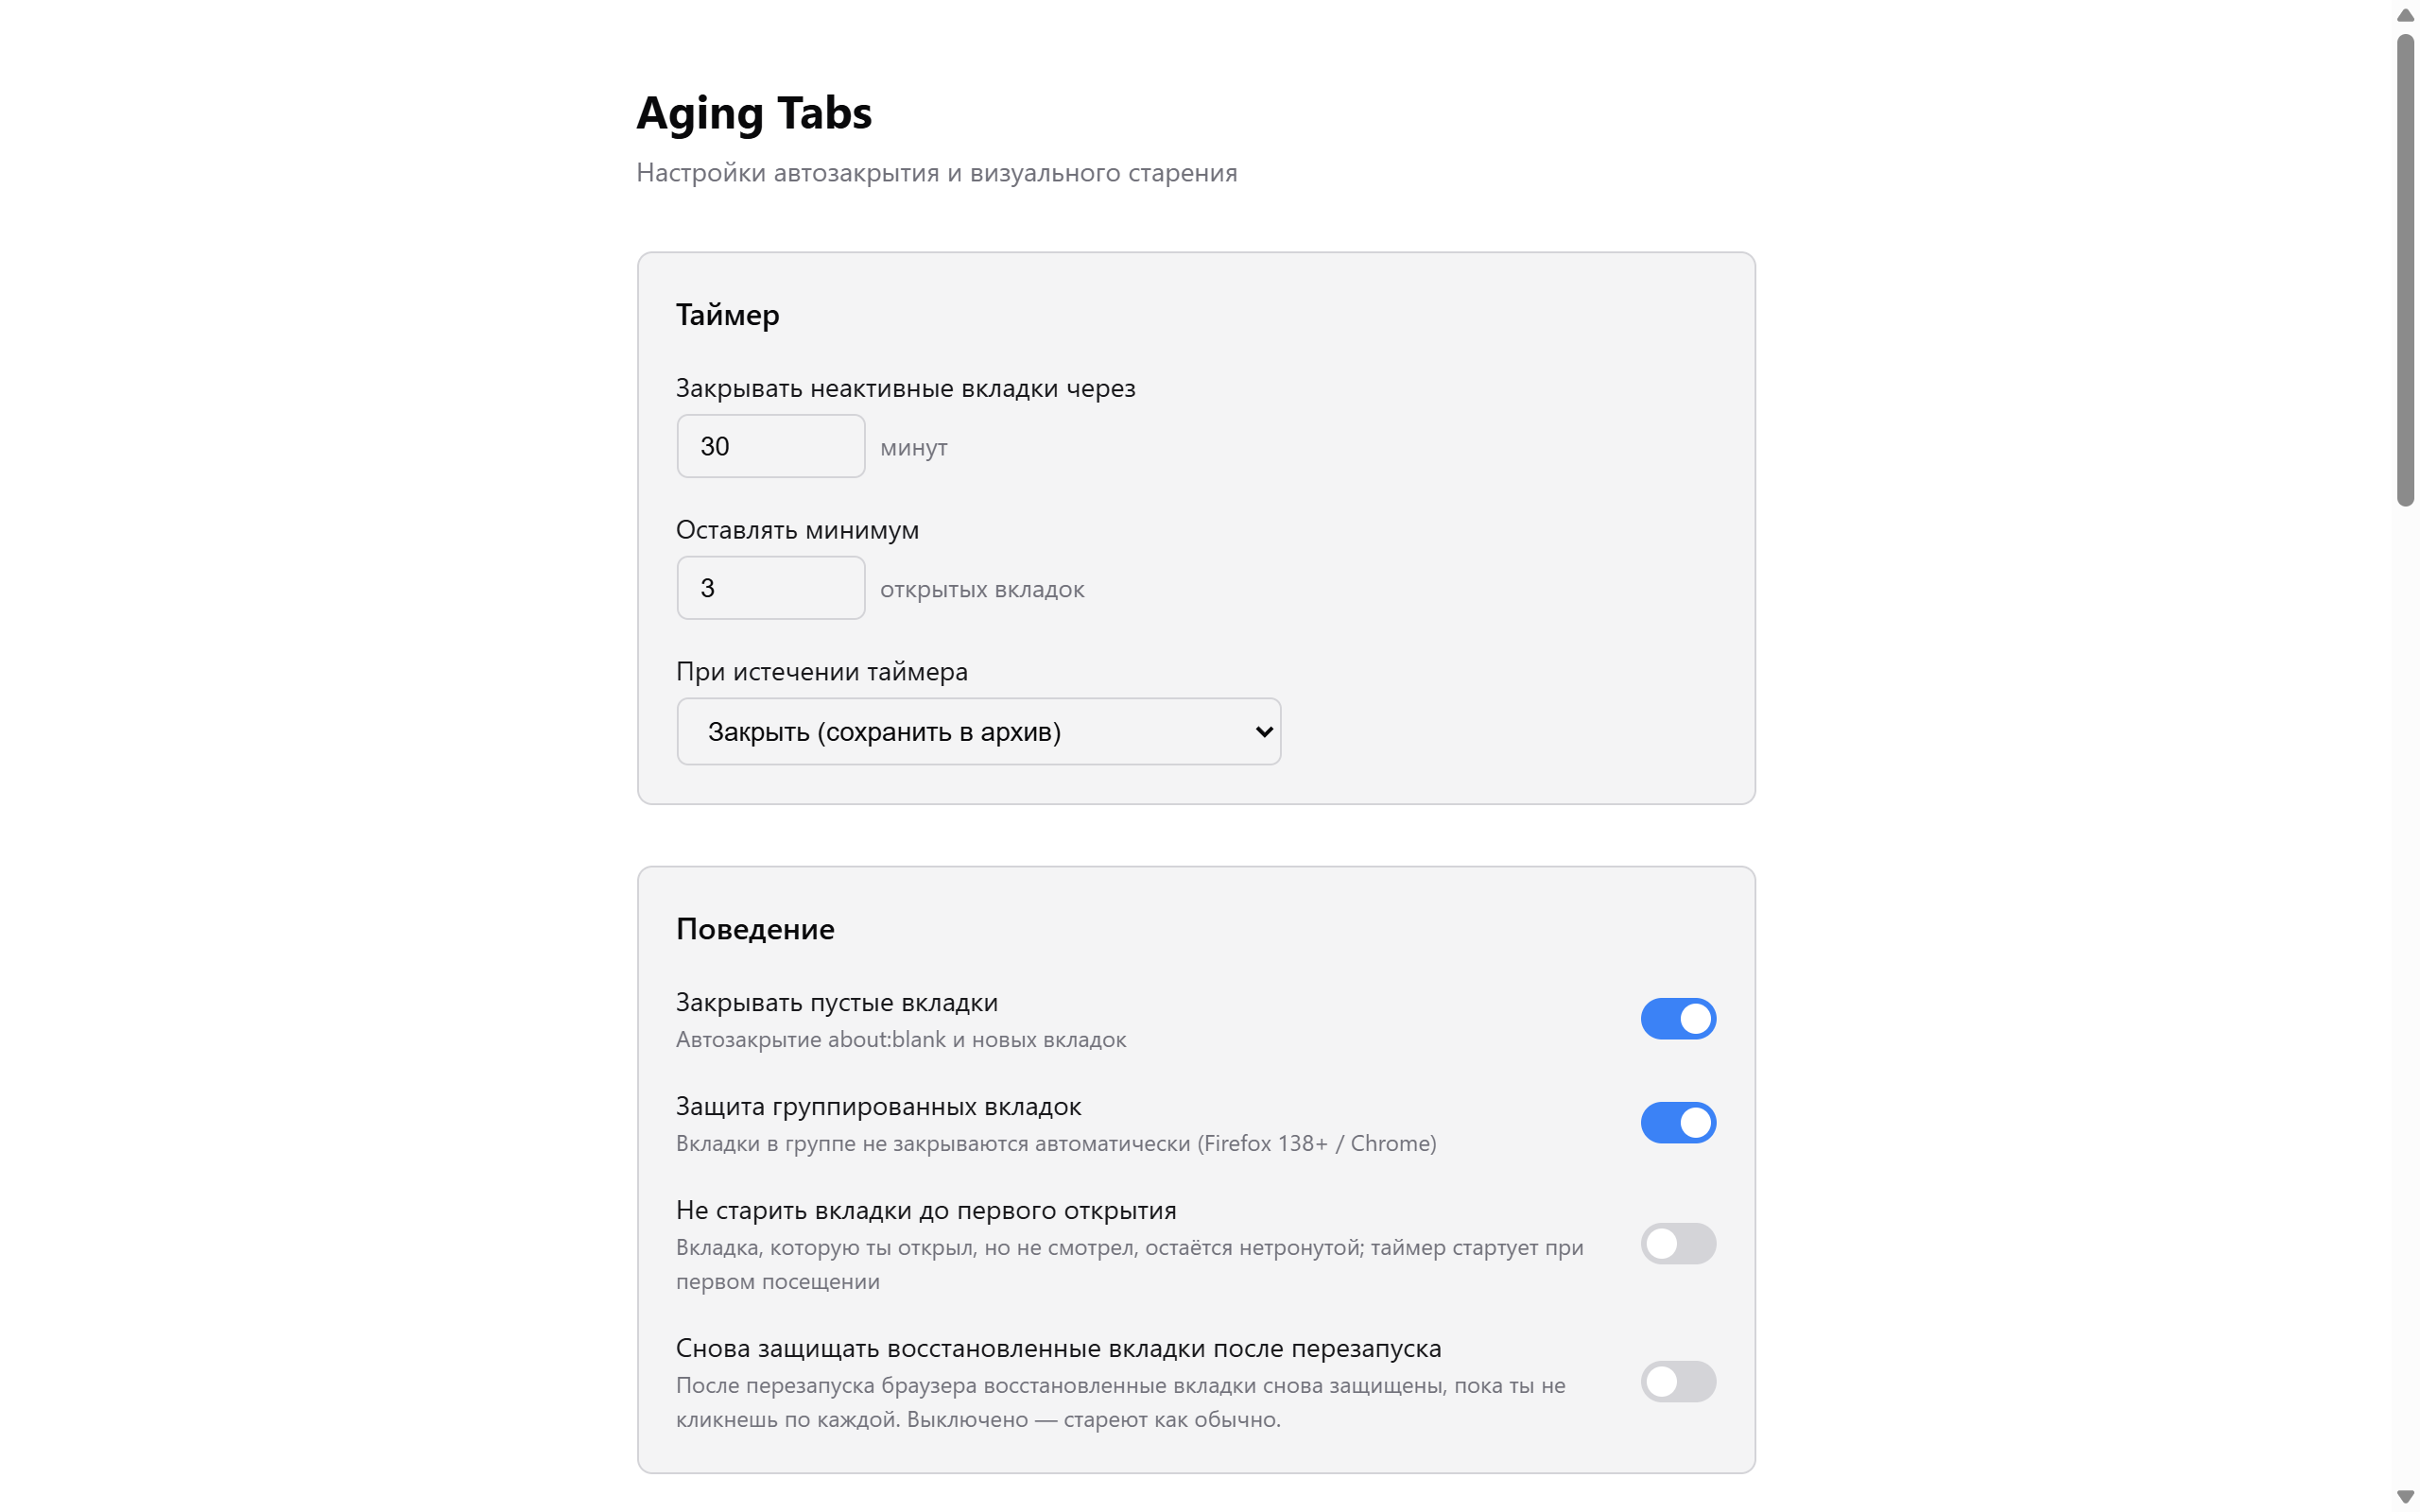 Aging Tabs
Настройки автозакрытия и визуального старения
Таймер
Закрывать неактивные вкладки через
30 минут
Оставлять минимум
3 открытых вкладок
При истечении таймера
Закрыть (сохранить в архив)
Поведение
Закрывать пустые вкладки
Автозакрытие about:blank и новых вкладок
Защита группированных вкладок
Вкладки в группе не закрываются автоматически (Firefox 138+ / Chrome)
Не старить вкладки до первого открытия
Вкладка, которую ты открыл, но не смотрел, остаётся нетронутой; таймер стартует при
первом посещении
Снова защищать восстановленные вкладки после перезапуска
После перезапуска браузера восстановленные вкладки снова защищены, пока ты не
кликнешь по каждой. Выключено — стареют как обычно.